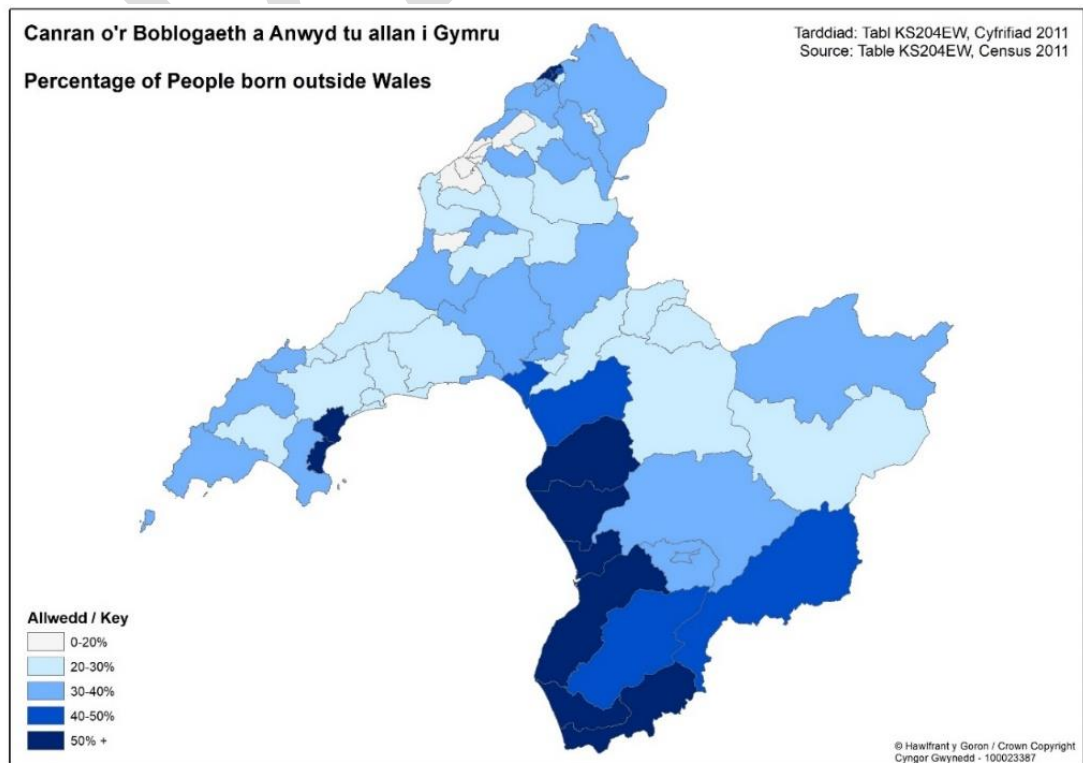 Canran o'r Boblogaeth a Anwyd tu allan i Gymru
Percentage of People born outside Wales
Tarddiad: Tabl KS204EW, Cyfrifiad 2011
Source: Table KS204EW, Census 2011
Allwedd / Key
0-20%
20-30%
30-40%
40-50%
50% +
© Hawlfraint y Goron / Crown Copyright
Cyngor Gwynedd - 100023387